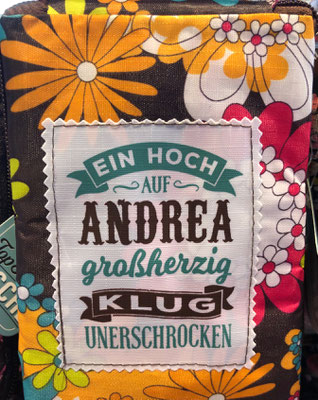 EIN HOCH
AUF
ANDREA
großherzig
KLUG
UNERSCHROCKEN